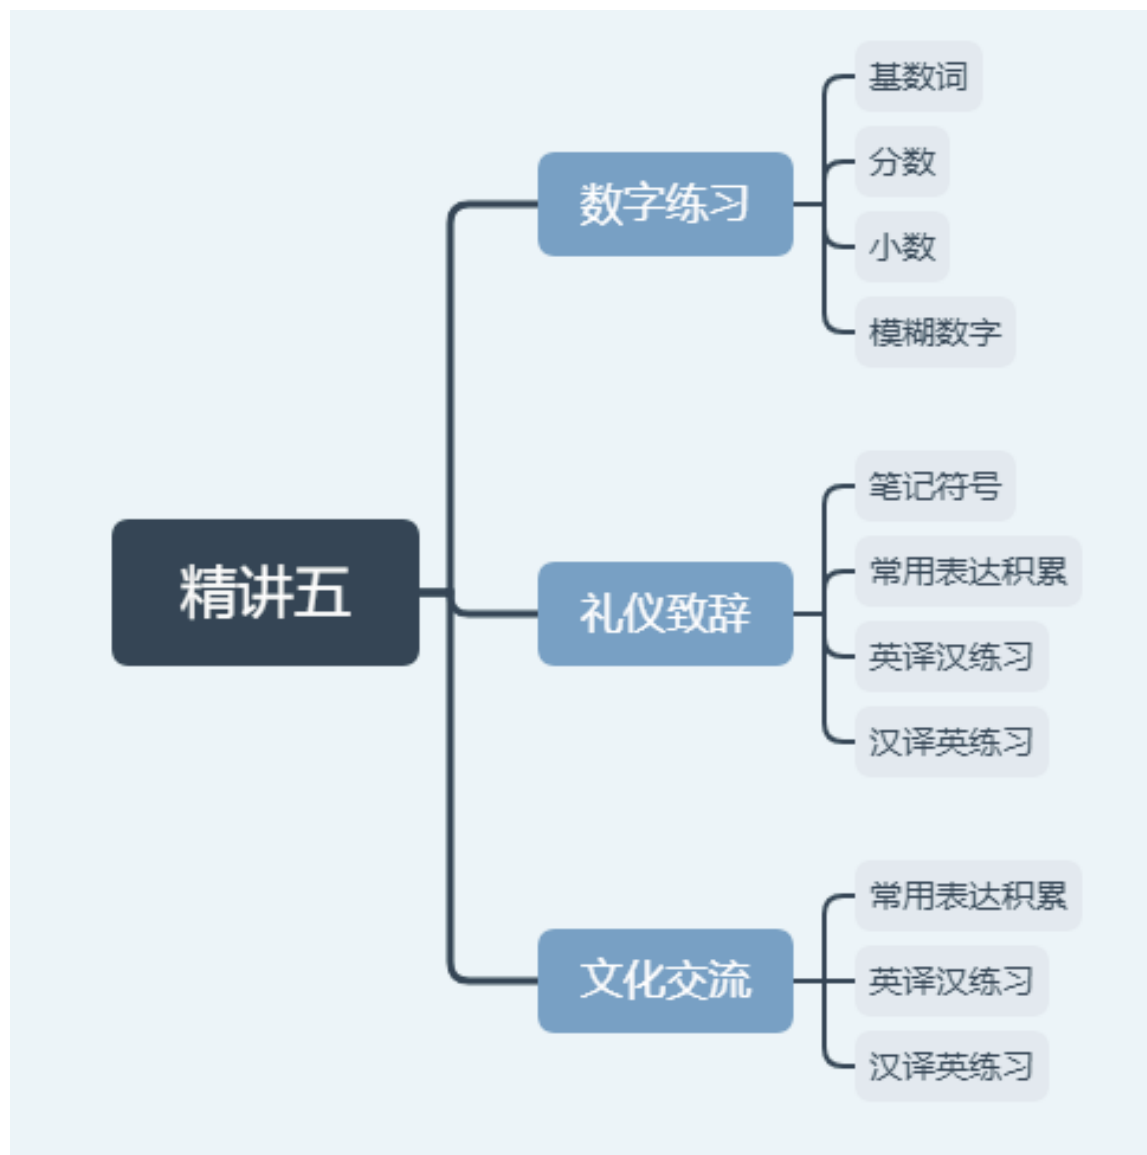 精讲五
数字练习
基数词
分数
小数
模糊数字
礼仪致辞
笔记符号
常用表达积累
英译汉练习
汉译英练习
文化交流
常用表达积累
英译汉练习
汉译英练习